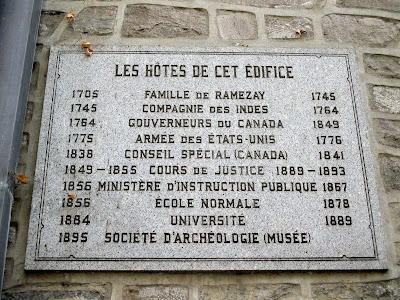 LES HÔTES DE CET ÉDIFICE
1705 FAMILLE DE RAMEZAY 1745
1745 COMPAGNIE DES INDES 1764
1764 GOUVERNEURS DU CANADA 1849
1775 ARMÉE DES ÉTATS-UNIS 1776
1838 CONSEIL SPÉCIAL (CANADA) 1841
1849-1855 COURS DE JUSTICE 1889-1893
1856 MINISTÈRE D'INSTRUCTION PUBLIQUE 1867
1856 ÉCOLE NORMALE 1878
1884 UNIVERSITÉ 1889
1895 SOCIÉTÉ D'ARCHÉOLOGIE (MUSÉE)